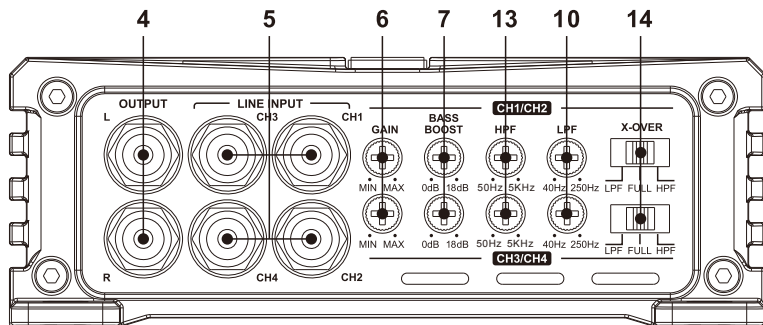 4 5 6 7 13 10 14
OUTPUT LINE INPUT CH1/CH2
L CH3 CH1 GAIN BASS BOOST HPF LPF X-OVER
MIN MAX 0dB 18dB 50Hz 5KHz 40Hz 250Hz LPF FULL HPF
MIN MAX 0dB 18dB 50Hz 5KHz 40Hz 250Hz LPF FULL HPF
R CH4 CH2 CH3/CH4